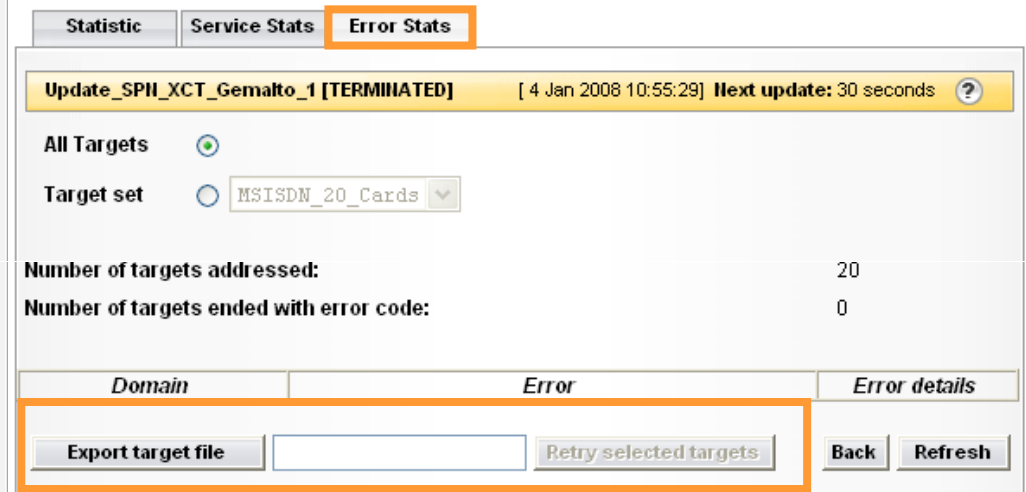 Statistic Service Stats Error Stats
Update_SPN_XCT_Gemalto_1 [TERMINATED] [ 4 Jan 2008 10:55:29] Next update: 30 seconds ?
All Targets
Target set MSISDN_20_Cards
Number of targets addressed: 20
Number of targets ended with error code: 0
Domain Error Error details
Export target file Retry selected targets Back Refresh